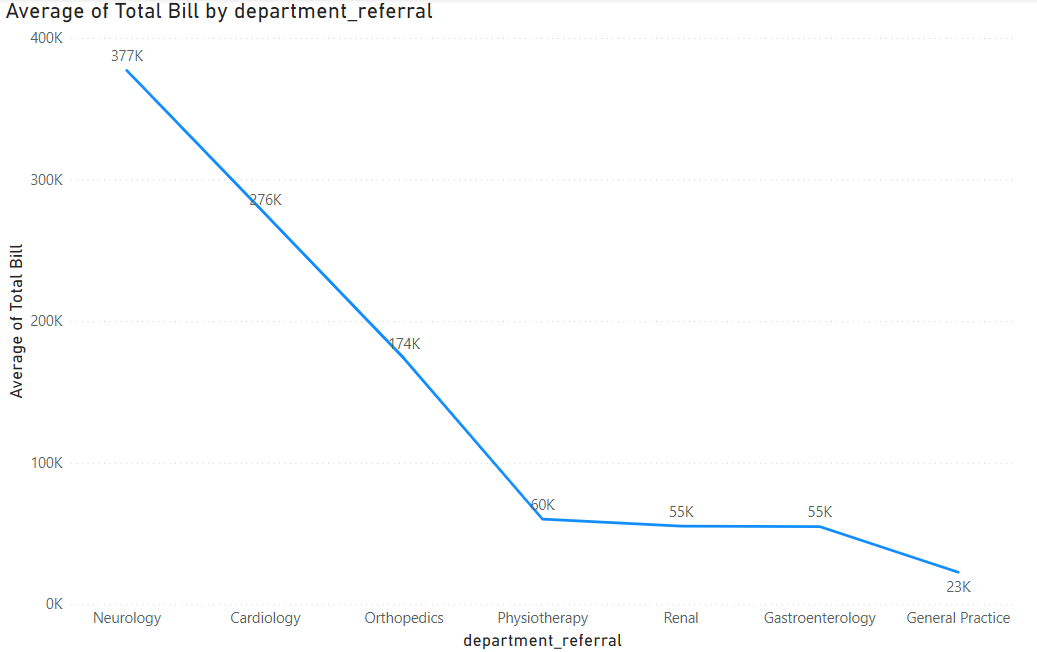 Average of Total Bill by department_referral
400K
377K
300K
276K
Average of Total Bill
200K
174K
100K
60K
55K
55K
0K
23K
Neurology Cardiology Orthopedics Physiotherapy Renal Gastroenterology General Practice
department_referral